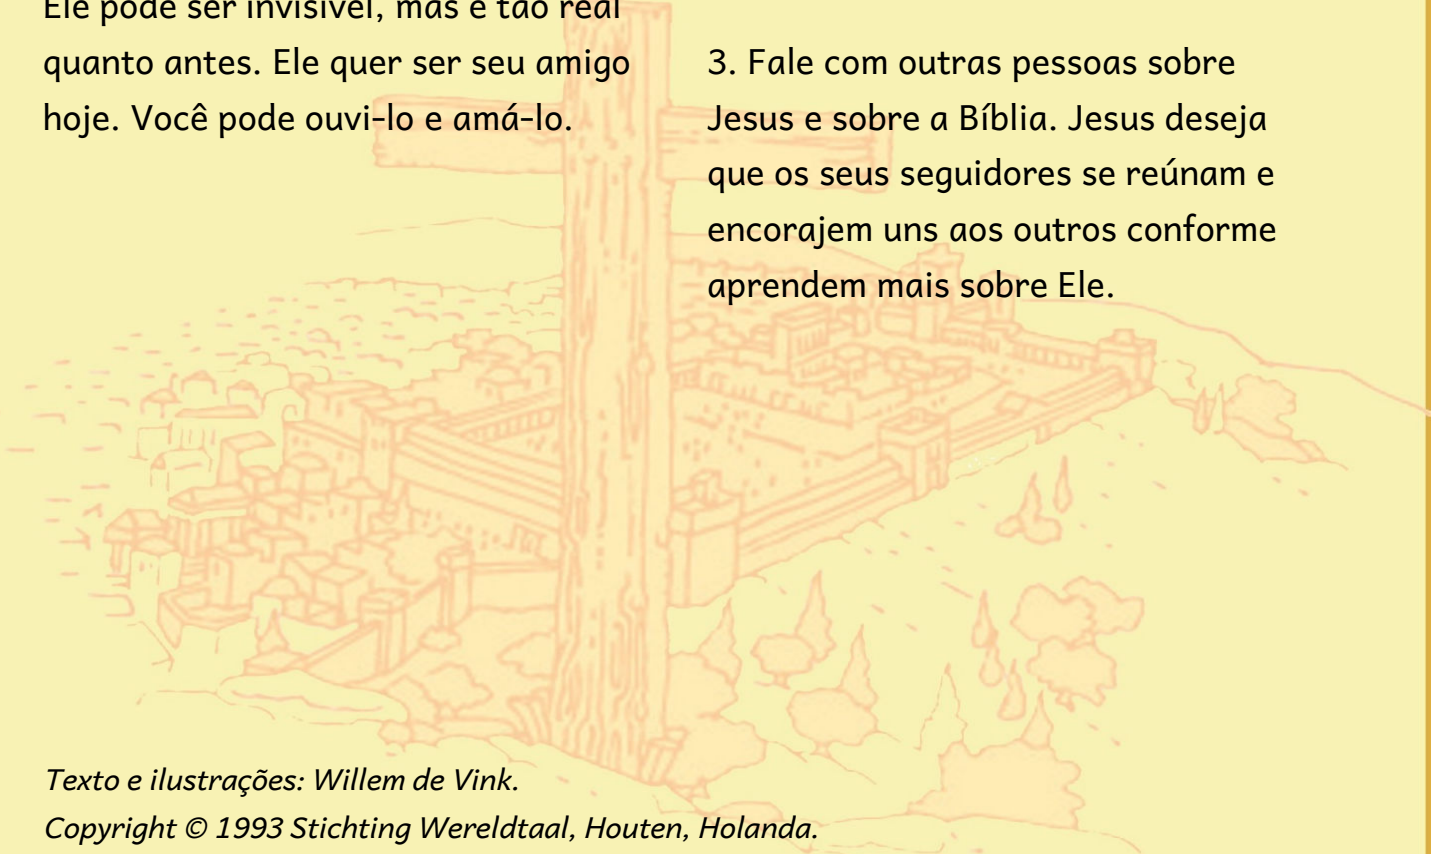 Ele pode ser invisível, mas é tão real
quanto antes. Ele quer ser seu amigo
hoje. Você pode ouvi-lo e amá-lo.
3. Fale com outras pessoas sobre
Jesus e sobre a Bíblia. Jesus deseja
que os seus seguidores se reúnam e
encorajem uns aos outros conforme
aprendem mais sobre Ele.
Texto e ilustrações: Willem de Vink.
Copyright © 1993 Stichting Wereldtaal, Houten, Holanda.